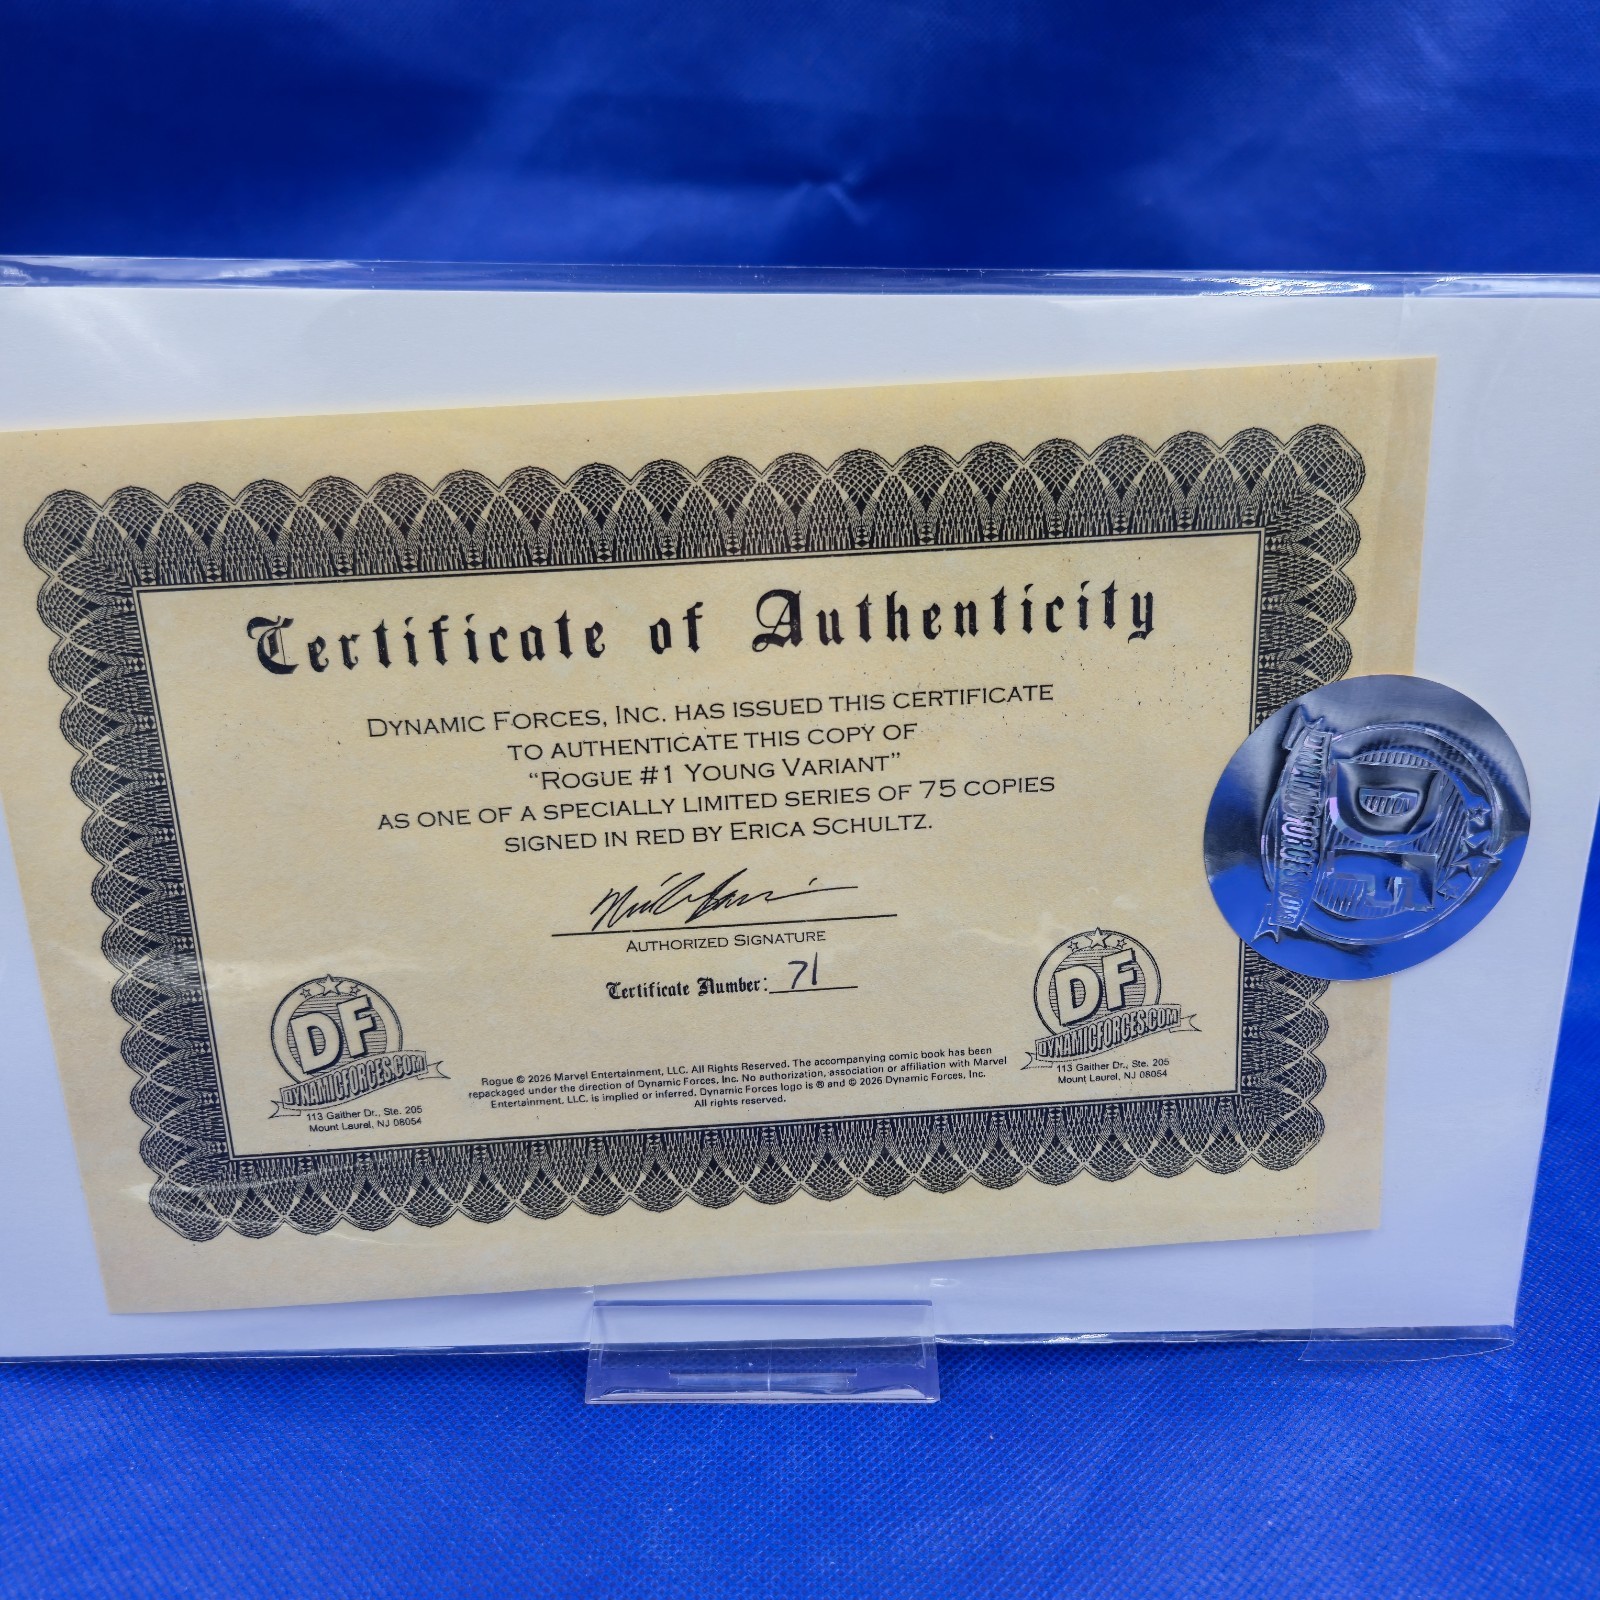 Certificate of Authenticity
DYNAMIC FORCES, INC. HAS ISSUED THIS CERTIFICATE
TO AUTHENTICATE THIS COPY OF
“ROGUE #1 YOUNG VARIANT”
AS ONE OF A SPECIALLY LIMITED SERIES OF 75 COPIES
SIGNED IN RED BY ERICA SCHULTZ.
AUTHORIZED SIGNATURE
Certificate Number: 71
DF
DYNAMICFORCES.COM
113 Gaither Dr., Ste. 205
Mount Laurel, NJ 08054
Rogue © 2026 Marvel Entertainment, LLC. All Rights Reserved. The accompanying comic book has been
repackaged under the direction of Dynamic Forces, Inc. No authorization, association or affiliation with Marvel
Entertainment, LLC. is implied or inferred. Dynamic Forces logo is ® and © 2026 Dynamic Forces, Inc.
All rights reserved.
DF
DYNAMICFORCES.COM
113 Gaither Dr., Ste. 205
Mount Laurel, NJ 08054
DF
DYNAMICFORCES.COM